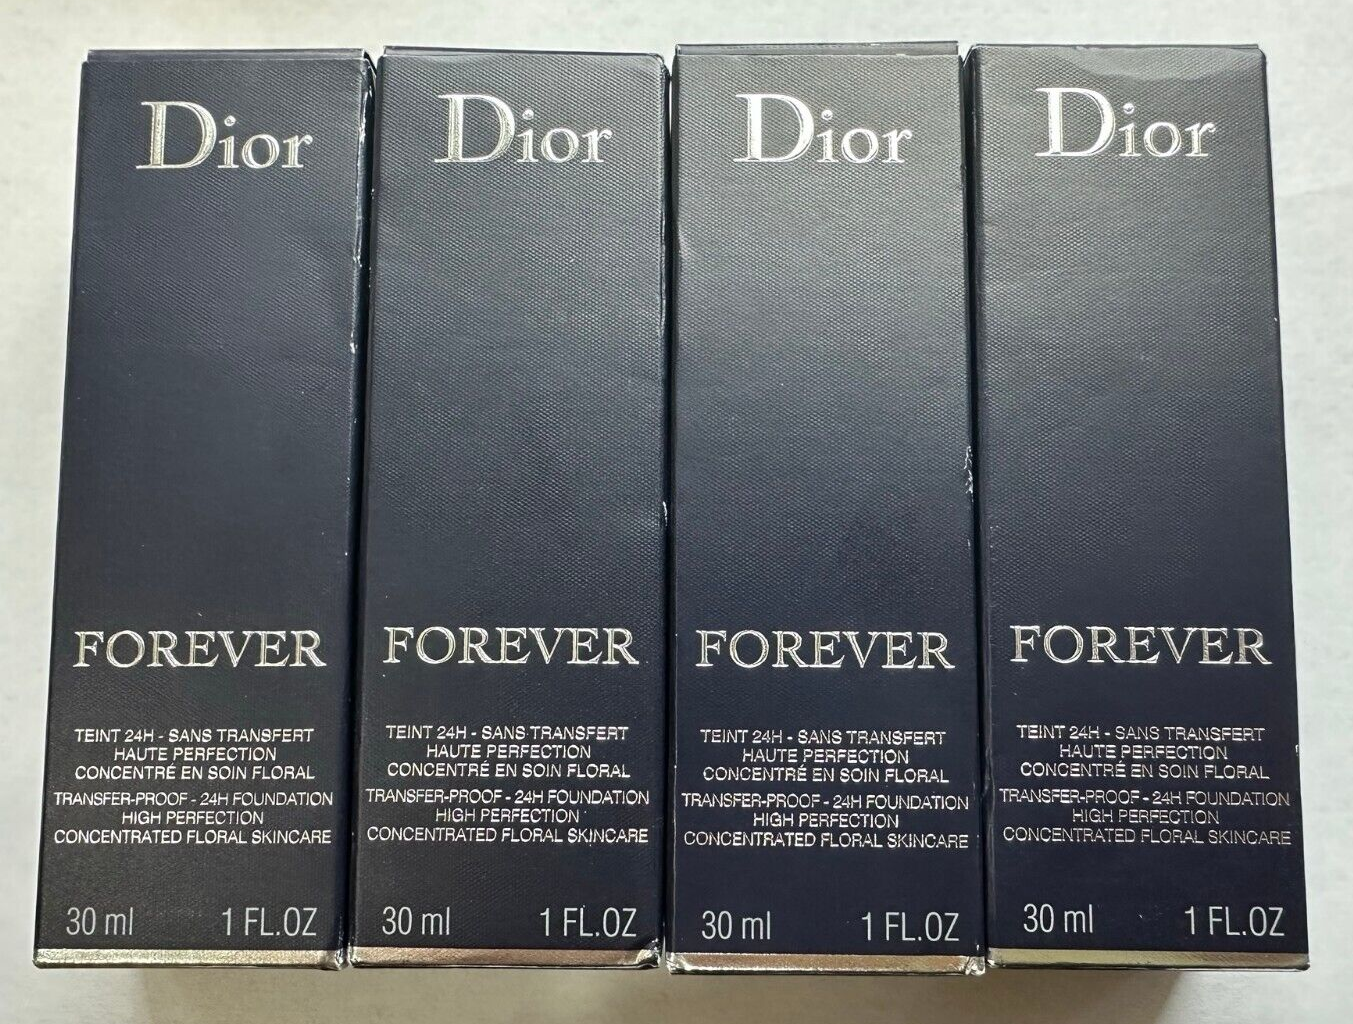 Dior
FOREVER
TEINT 24H - SANS TRANSFERT
HAUTE PERFECTION
CONCENTRÉ EN SOIN FLORAL
TRANSFER-PROOF - 24H FOUNDATION
HIGH PERFECTION
CONCENTRATED FLORAL SKINCARE
30 ml 1 FL.OZ
Dior
FOREVER
TEINT 24H - SANS TRANSFERT
HAUTE PERFECTION
CONCENTRÉ EN SOIN FLORAL
TRANSFER-PROOF - 24H FOUNDATION
HIGH PERFECTION
CONCENTRATED FLORAL SKINCARE
30 ml 1 FL.OZ
Dior
FOREVER
TEINT 24H - SANS TRANSFERT
HAUTE PERFECTION
CONCENTRÉ EN SOIN FLORAL
TRANSFER-PROOF - 24H FOUNDATION
HIGH PERFECTION
CONCENTRATED FLORAL SKINCARE
30 ml 1 FL.OZ
Dior
FOREVER
TEINT 24H - SANS TRANSFERT
HAUTE PERFECTION
CONCENTRÉ EN SOIN FLORAL
TRANSFER-PROOF - 24H FOUNDATION
HIGH PERFECTION
CONCENTRATED FLORAL SKINCARE
30 ml 1 FL.OZ